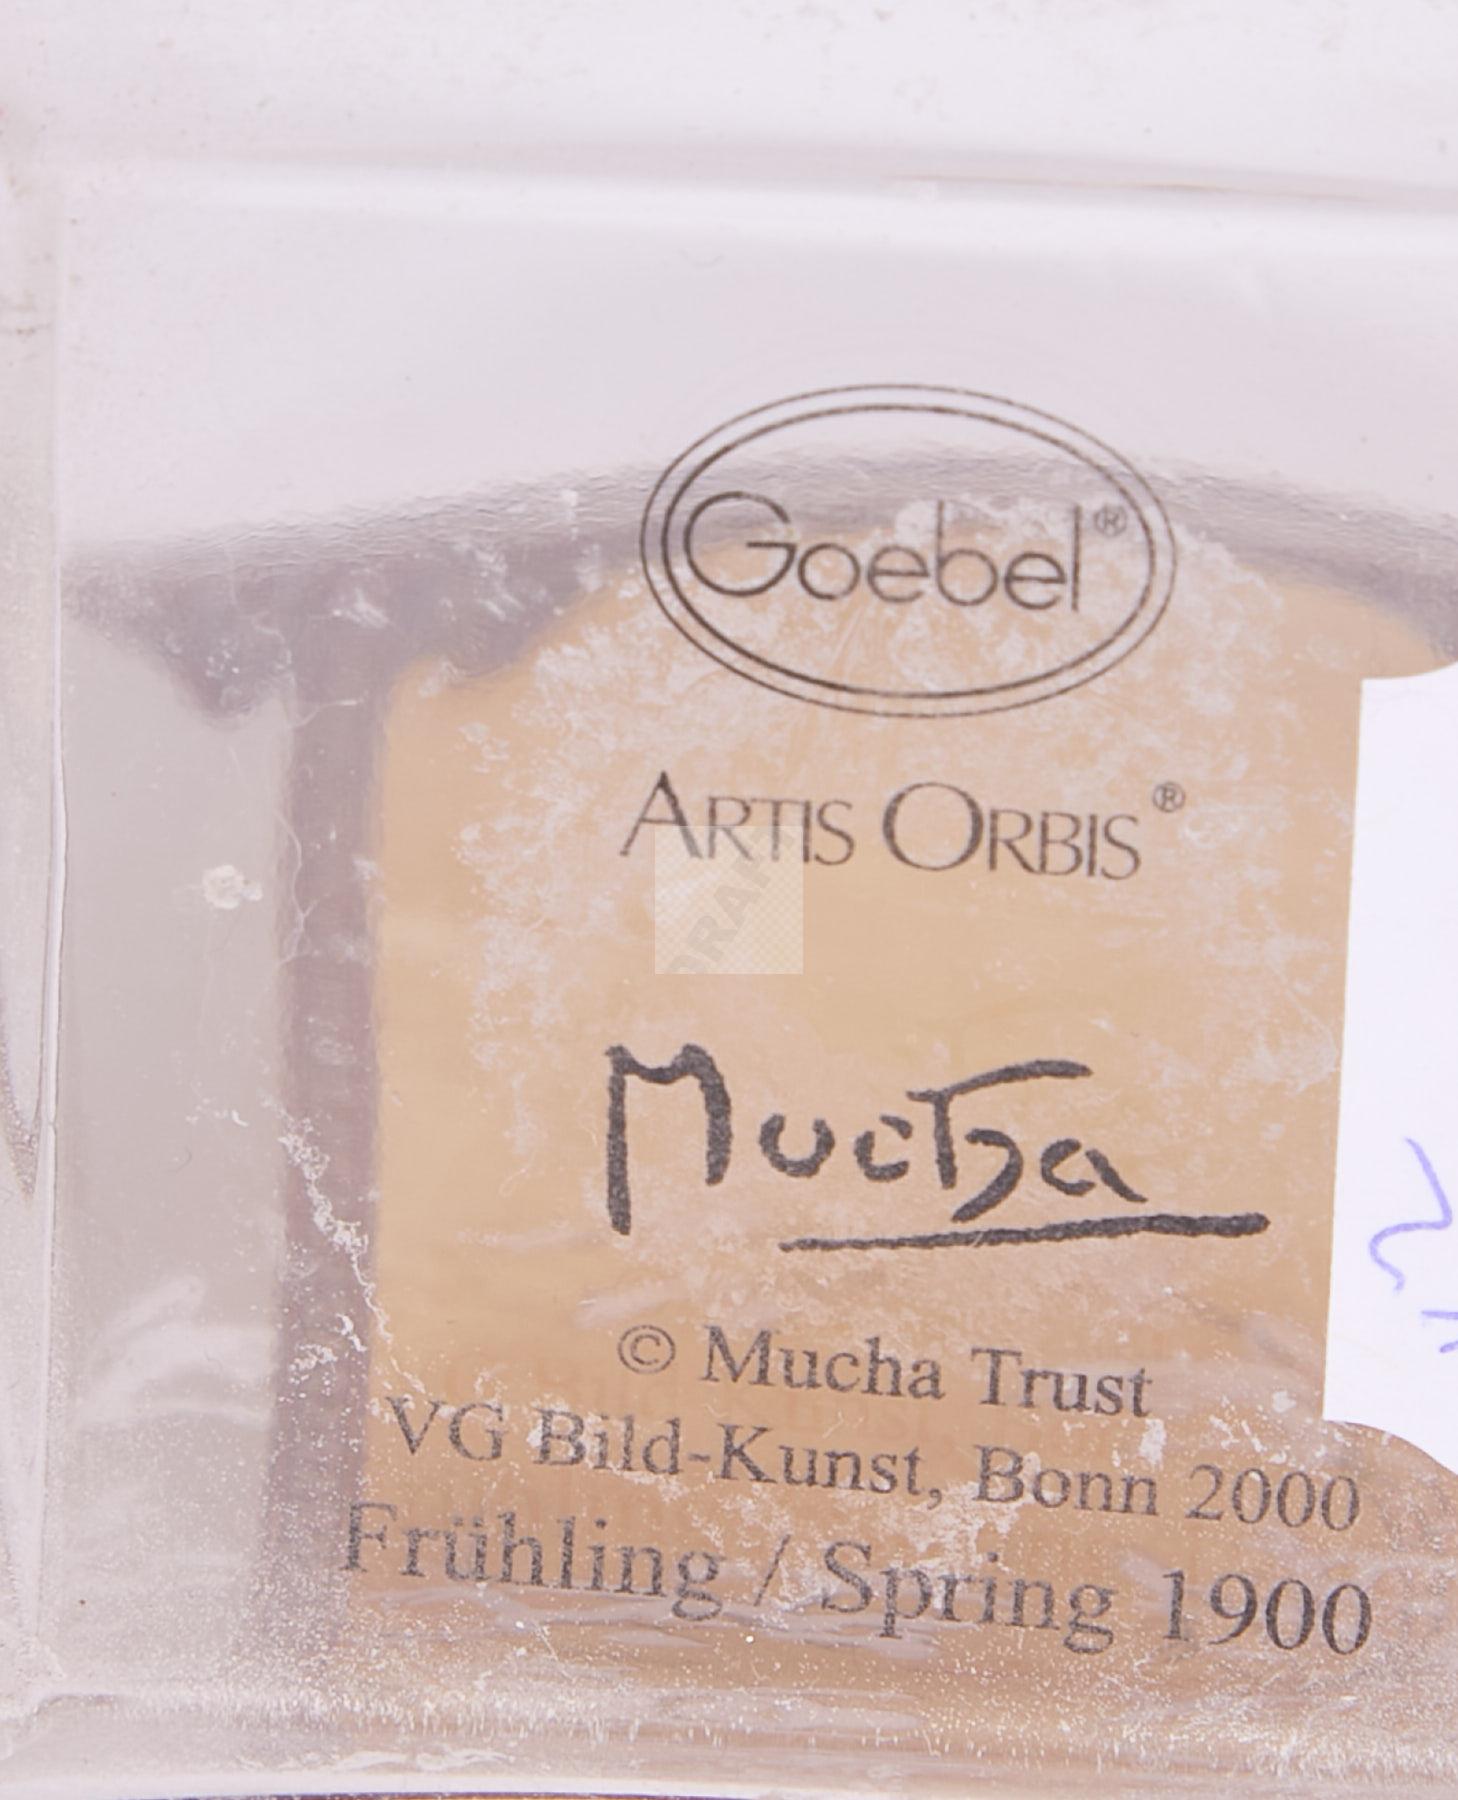 Goebel®
ARTIS ORBIS®
Mucha
© Mucha Trust
VG Bild-Kunst, Bonn 2000
Frühling / Spring 1900